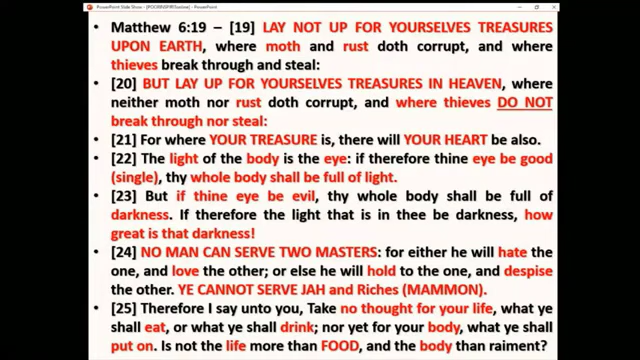 PowerPoint Slide Show - [POORINSPIRITseries]
• Matthew 6:19 – [19] LAY NOT UP FOR YOURSELVES TREASURES
UPON EARTH, where moth and rust doth corrupt, and where
thieves break through and steal:
• [20] BUT LAY UP FOR YOURSELVES TREASURES IN HEAVEN, where
neither moth nor rust doth corrupt, and where thieves DO NOT
break through nor steal:
• [21] For where YOUR TREASURE is, there will YOUR HEART be also.
• [22] The light of the body is the eye: if therefore thine eye be good
(single), thy whole body shall be full of light.
• [23] But if thine eye be evil, thy whole body shall be full of
darkness. If therefore the light that is in thee be darkness, how
great is that darkness!
• [24] NO MAN CAN SERVE TWO MASTERS: for either he will hate the
one, and love the other; or else he will hold to the one, and despise
the other. YE CANNOT SERVE JAH and Riches (MAMMON).
• [25] Therefore I say unto you, Take no thought for your life, what ye
shall eat, or what ye shall drink; nor yet for your body, what ye shall
put on. Is not the life more than FOOD, and the body than raiment?